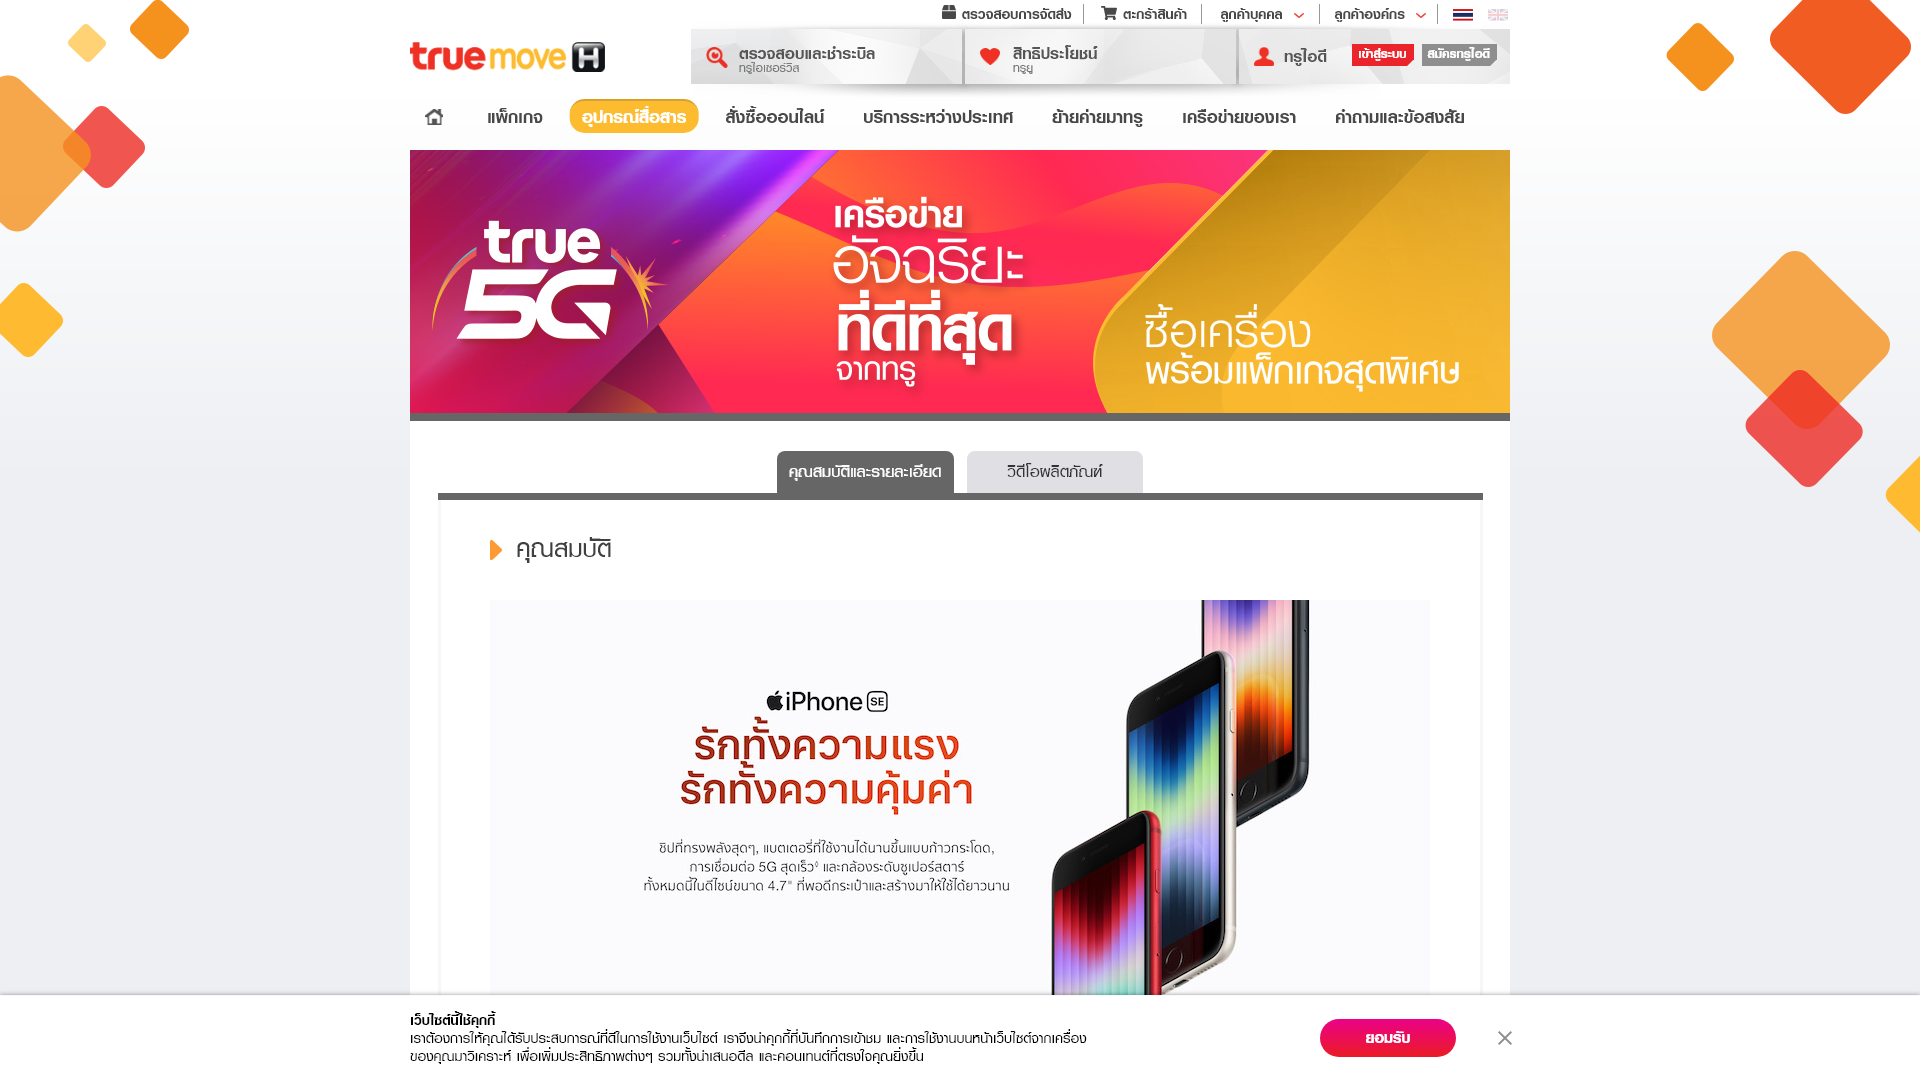 ตรวจสอบการจัดส่ง
ตะกร้าสินค้า
ลูกค้าบุคคล
ลูกค้าองค์กร
truemove H
ตรวจสอบและชำระบิล
ทรูไอเซอร์วิส
สิทธิประโยชน์
ทรูยู
ทรูไอดี
เข้าสู่ระบบ
สมัครทรูไอดี
แพ็กเกจ
อุปกรณ์สื่อสาร
สั่งซื้อออนไลน์
บริการระหว่างประเทศ
ย้ายค่ายมาทรู
เครือข่ายของเรา
คำถามและข้อสงสัย
true
5G
เครือข่าย
อัจฉริยะ
ที่ดีที่สุด
จากทรู
ซื้อเครื่อง
พร้อมแพ็กเกจสุดพิเศษ
คุณสมบัติและรายละเอียด
วิดีโอผลิตภัณฑ์
คุณสมบัติ
iPhone SE
รักทั้งความแรง
รักทั้งความคุ้มค่า
ชิปที่ทรงพลังสุดๆ, แบตเตอรี่ที่ใช้งานได้นานขึ้นแบบก้าวกระโดด,
การเชื่อมต่อ 5G สุดเร็ว◊ และกล้องระดับซูเปอร์สตาร์
ทั้งหมดนี้ในดีไซน์ขนาด 4.7" ที่พอดีกระเป๋าและสร้างมาให้ใช้ได้ยาวนาน
เว็บไซต์นี้ใช้คุกกี้
เราต้องการให้คุณได้รับประสบการณ์ที่ดีในการใช้งานเว็บไซต์ เราจึงนำคุกกี้ที่บันทึกการเข้าชม และการใช้งานบนหน้าเว็บไซต์จากเครื่อง
ของคุณมาวิเคราะห์ เพื่อเพิ่มประสิทธิภาพต่างๆ รวมทั้งนำเสนอดีล และคอนเทนต์ที่ตรงใจคุณยิ่งขึ้น
ยอมรับ